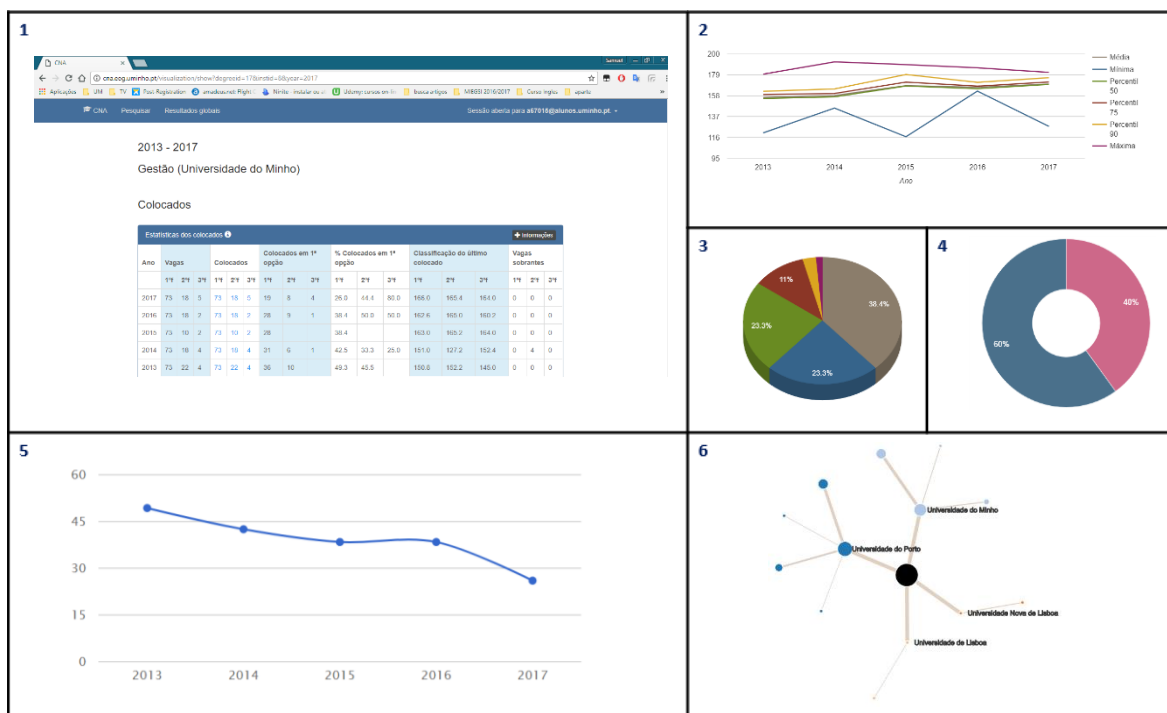 1
CNA
Samuel
cna.eeg.uminho.pt/visualization/show?degreeid=17&instid=8&year=2017
Aplicações UM TV Post Registration Ninite - Instalar ou busca artigos MIEGSI 2016/2017 Curso Ingles aparta »
CNA Pesquisar Resultados globais Sessão aberta para a67818@alunos.uminho.pt.
2013 - 2017
Gestão (Universidade do Minho)
Colocados
Estatísticas dos colocados + Informações
Ano Vagas Colocados Colocados em 1ª opção % Colocados em 1ª opção Classificação do último colocado Vagas sobrantes
1ªf 2ªf 3ªf 1ªf 2ªf 3ªf 1ªf 2ªf 3ªf 1ªf 2ªf 3ªf 1ªf 2ªf 3ªf 1ªf 2ªf 3ªf
2017 73 18 5 73 18 5 19 8 4 26.0 44.4 80.0 166.0 165.4 164.0 0 0 0
2016 73 18 2 73 18 2 28 9 1 38.4 50.0 50.0 162.6 165.0 160.2 0 0 0
2015 73 10 2 73 10 2 28 38.4 163.0 165.2 164.0 0 0 0
2014 73 18 4 73 18 4 31 6 1 42.5 33.3 25.0 151.0 127.2 152.4 0 4 0
2013 73 22 4 73 22 4 36 10 49.3 45.5 150.8 152.2 145.0 0 0 0
2
200
179
158
137
116
95
2013 2014 2015 2016 2017
Ano
Média
Mínima
Percentil
50
Percentil
75
Percentil
90
Máxima
3
38.4%
23.3%
23.3%
11%
4
40%
60%
5
60
45
30
15
0
2013 2014 2015 2016 2017
6
Universidade do Minho
Universidade do Porto
Universidade Nova de Lisboa
Universidade de Lisboa